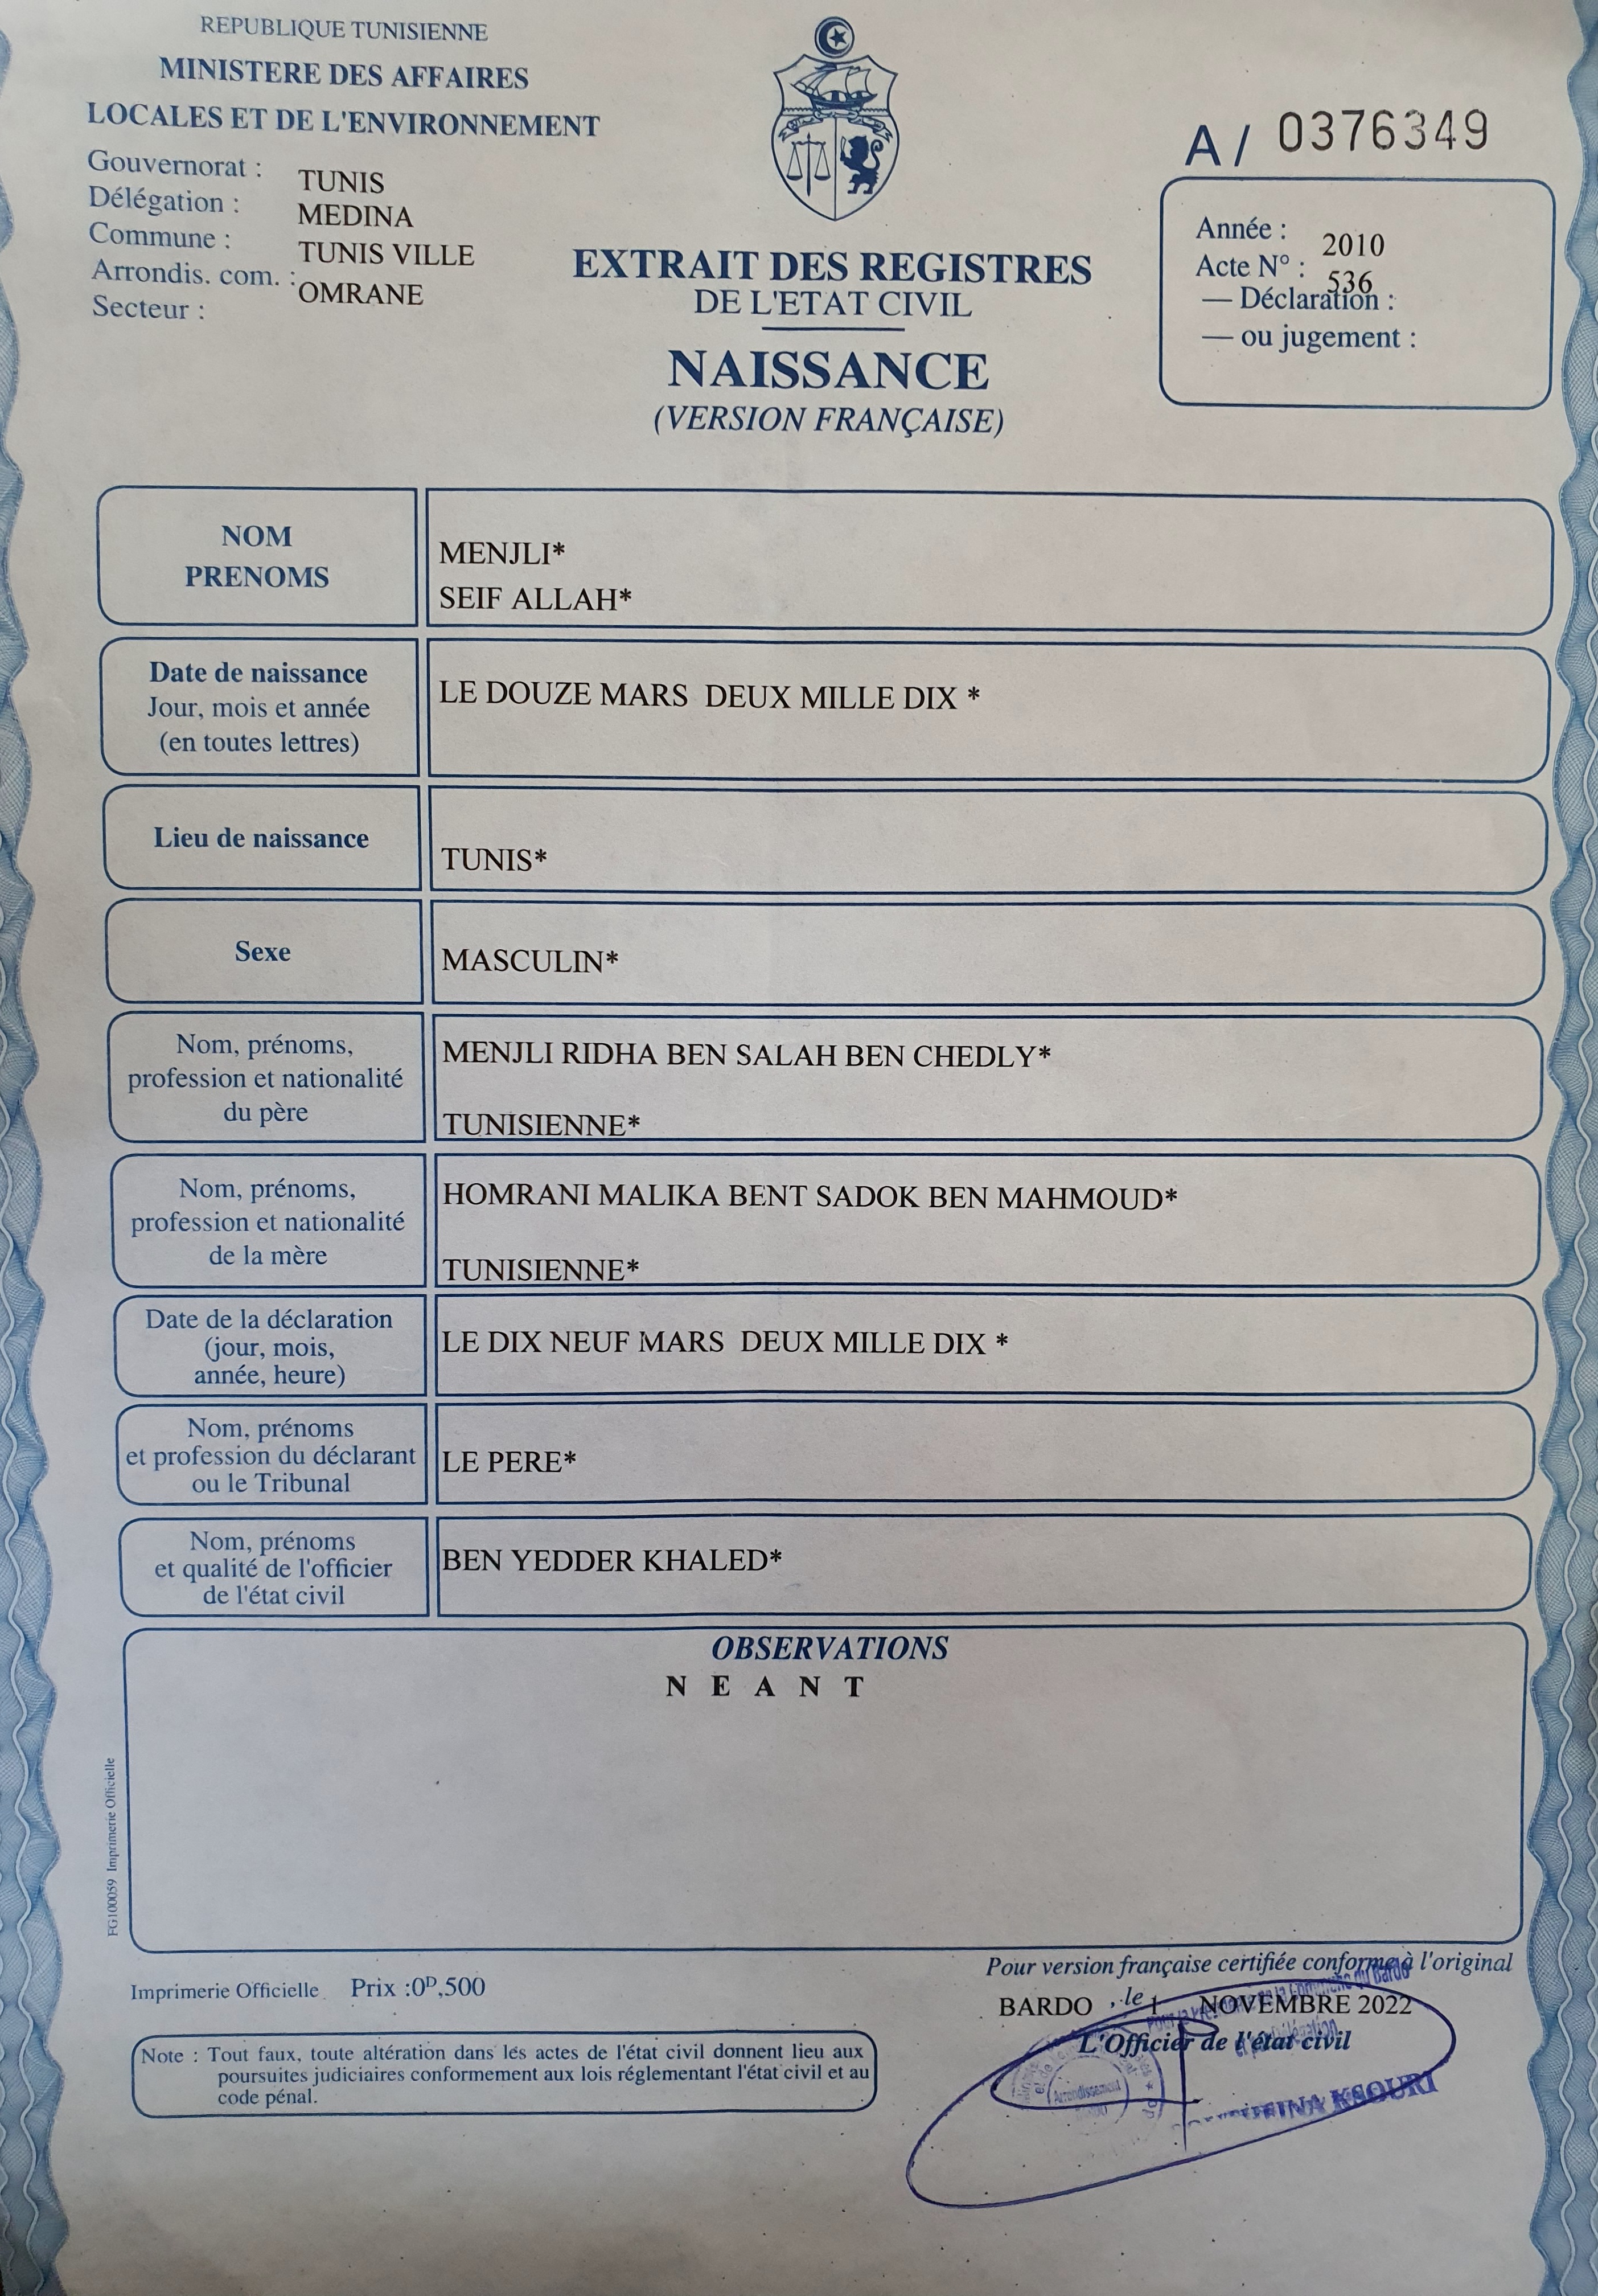 REPUBLIQUE TUNISIENNE
MINISTERE DES AFFAIRES
LOCALES ET DE L'ENVIRONNEMENT
Gouvernorat : TUNIS
Délégation : MEDINA
Commune : TUNIS VILLE
Arrondis. com. : OMRANE
Secteur :
EXTRAIT DES REGISTRES
DE L'ETAT CIVIL
NAISSANCE
(VERSION FRANÇAISE)
A / 0376349
Année : 2010
Acte N° : 536
— Déclaration :
— ou jugement :
NOM
PRENOMS
MENJLI*
SEIF ALLAH*
Date de naissance
Jour, mois et année
(en toutes lettres)
LE DOUZE MARS DEUX MILLE DIX *
Lieu de naissance
TUNIS*
Sexe
MASCULIN*
Nom, prénoms,
profession et nationalité
du père
MENJLI RIDHA BEN SALAH BEN CHEDLY*
TUNISIENNE*
Nom, prénoms,
profession et nationalité
de la mère
HOMRANI MALIKA BENT SADOK BEN MAHMOUD*
TUNISIENNE*
Date de la déclaration
(jour, mois,
année, heure)
LE DIX NEUF MARS DEUX MILLE DIX *
Nom, prénoms
et profession du déclarant
ou le Tribunal
LE PERE*
Nom, prénoms
et qualité de l'officier
de l'état civil
BEN YEDDER KHALED*
OBSERVATIONS
N E A N T
FG100059 Imprimerie Officielle
Imprimerie Officielle Prix :0D,500
Note : Tout faux, toute altération dans les actes de l'état civil donnent lieu aux
poursuites judiciaires conformement aux lois réglementant l'état civil et au
code pénal.
Pour version française certifiée conforme à l'original
BARDO , le 1 NOVEMBRE 2022
L'Officier de l'état civil
de la Commune du Bardo
Arrondissement
KSOURI